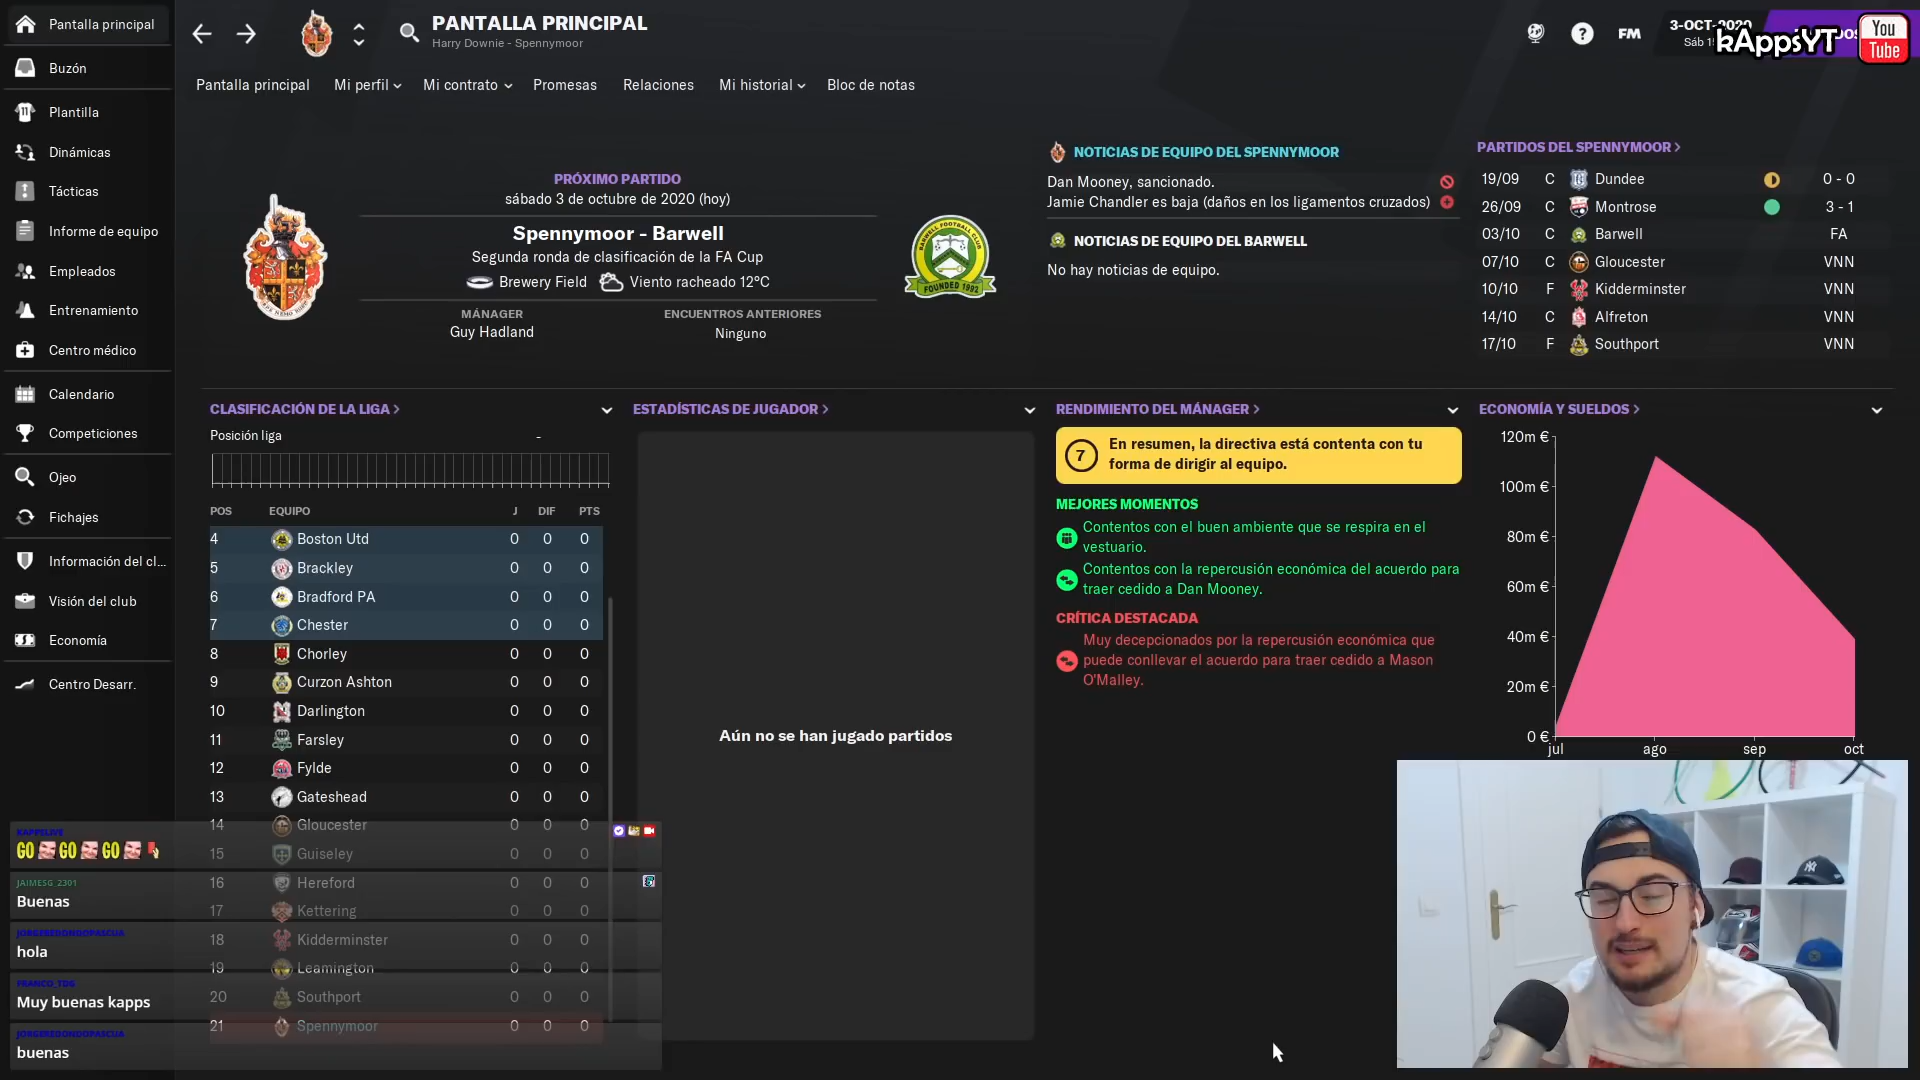 Pantalla principal
Buzón
Plantilla
Dinámicas
Tácticas
Informe de equipo
Empleados
Entrenamiento
Centro médico
Calendario
Competiciones
Ojeo
Fichajes
Información del cl...
Visión del club
Economía
Centro Desarr.
PANTALLA PRINCIPAL
Harry Downie - Spennymoor
FM
3-OCT-2020
Sáb
kAppsYT
You
Tube
Pantalla principal
Mi perfil
Mi contrato
Promesas
Relaciones
Mi historial
Bloc de notas
PRÓXIMO PARTIDO
sábado 3 de octubre de 2020 (hoy)
Spennymoor - Barwell
Segunda ronda de clasificación de la FA Cup
Brewery Field
Viento racheado 12°C
MÁNAGER
Guy Hadland
ENCUENTROS ANTERIORES
Ninguno
BARWELL FOOTBALL CLUB
FOUNDED 1992
NOTICIAS DE EQUIPO DEL SPENNYMOOR
Dan Mooney, sancionado.
Jamie Chandler es baja (daños en los ligamentos cruzados)
NOTICIAS DE EQUIPO DEL BARWELL
No hay noticias de equipo.
PARTIDOS DEL SPENNYMOOR >
19/09 C Dundee 0 - 0
26/09 C Montrose 3 - 1
03/10 C Barwell FA
07/10 C Gloucester VNN
10/10 F Kidderminster VNN
14/10 C Alfreton VNN
17/10 F Southport VNN
CLASIFICACIÓN DE LA LIGA >
Posición liga -
POS EQUIPO J DIF PTS
4 Boston Utd 0 0 0
5 Brackley 0 0 0
6 Bradford PA 0 0 0
7 Chester 0 0 0
8 Chorley 0 0 0
9 Curzon Ashton 0 0 0
10 Darlington 0 0 0
11 Farsley 0 0 0
12 Fylde 0 0 0
13 Gateshead 0 0 0
14 Gloucester 0 0 0
15 Guiseley 0 0 0
16 Hereford 0 0 0
17 Kettering 0 0 0
18 Kidderminster 0 0 0
19 Leamington 0 0 0
20 Southport 0 0 0
21 Spennymoor 0 0 0
ESTADÍSTICAS DE JUGADOR >
Aún no se han jugado partidos
RENDIMIENTO DEL MÁNAGER >
7
En resumen, la directiva está contenta con tu
forma de dirigir al equipo.
MEJORES MOMENTOS
Contentos con el buen ambiente que se respira en el
vestuario.
Contentos con la repercusión económica del acuerdo para
traer cedido a Dan Mooney.
CRÍTICA DESTACADA
Muy decepcionados por la repercusión económica que
puede conllevar el acuerdo para traer cedido a Mason
O'Malley.
ECONOMÍA Y SUELDOS >
120m €
100m €
80m €
60m €
40m €
20m €
0 €
jul ago sep oct
KAPPSLIVE
GO GO GO
JAIMESG_2301
Buenas
JORGEREDONDOPASCUA
hola
FRANCO_TDS
Muy buenas kapps
JORGEREDONDOPASCUA
buenas